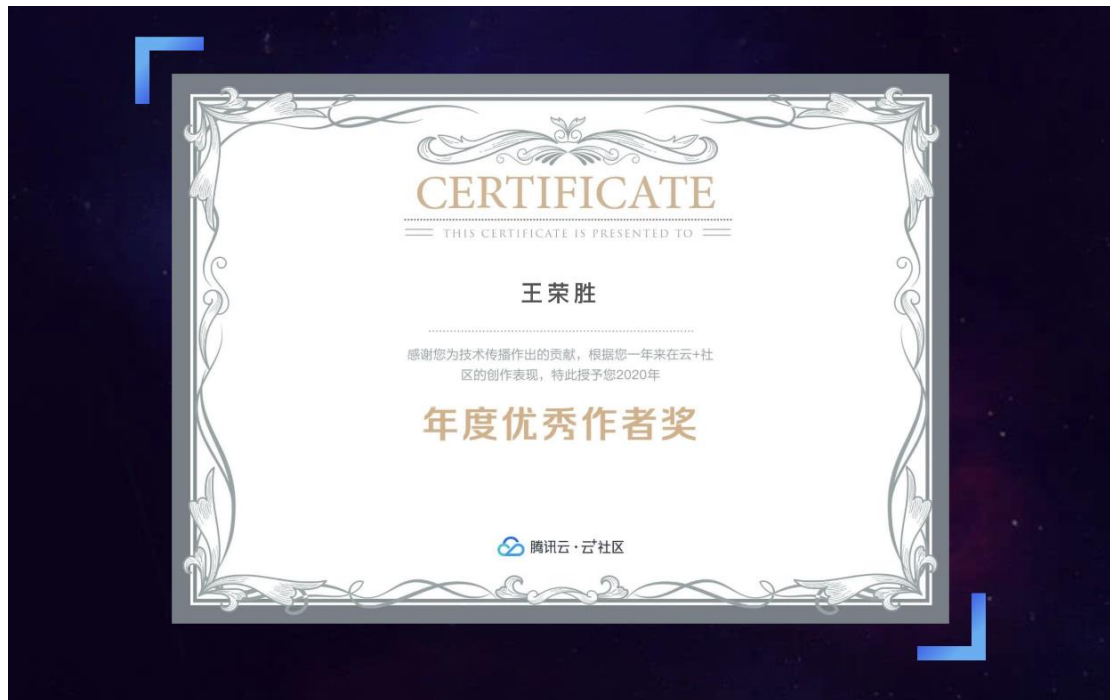 CERTIFICATE
THIS CERTIFICATE IS PRESENTED TO
王荣胜
感谢您为技术传播作出的贡献，根据您一年来在云+社
区的创作表现，特此授予您2020年
年度优秀作者奖
腾讯云·云+社区